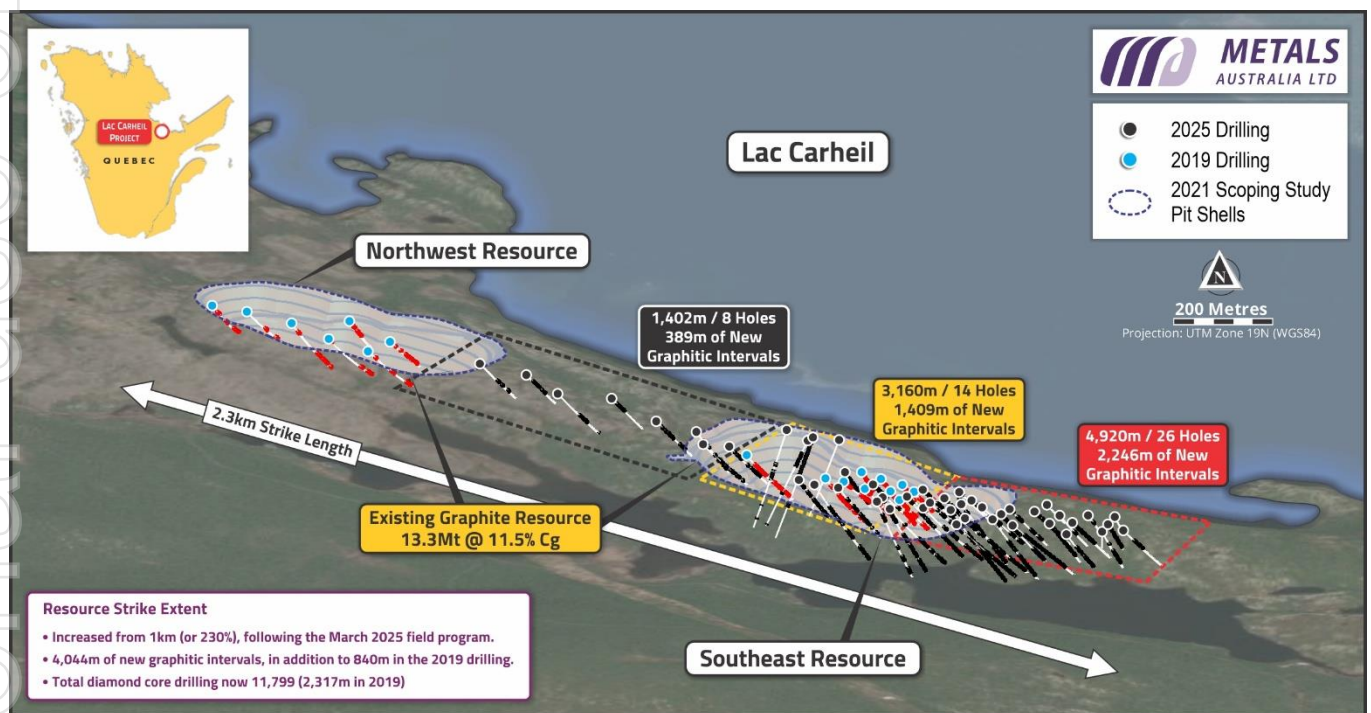 LAC CARHEIL
PROJECT
QUEBEC
METALS
AUSTRALIA LTD
2025 Drilling
2019 Drilling
2021 Scoping Study
Pit Shells
N
200 Metres
Projection: UTM Zone 19N (WGS84)
Lac Carheil
Northwest Resource
1,402m / 8 Holes
389m of New
Graphitic Intervals
3,160m / 14 Holes
1,409m of New
Graphitic Intervals
4,920m / 26 Holes
2,246m of New
Graphitic Intervals
2.3km Strike Length
Existing Graphite Resource
13.3Mt @ 11.5% Cg
Southeast Resource
Resource Strike Extent
• Increased from 1km (or 230%), following the March 2025 field program.
• 4,044m of new graphitic intervals, in addition to 840m in the 2019 drilling.
• Total diamond core drilling now 11,799 (2,317m in 2019)